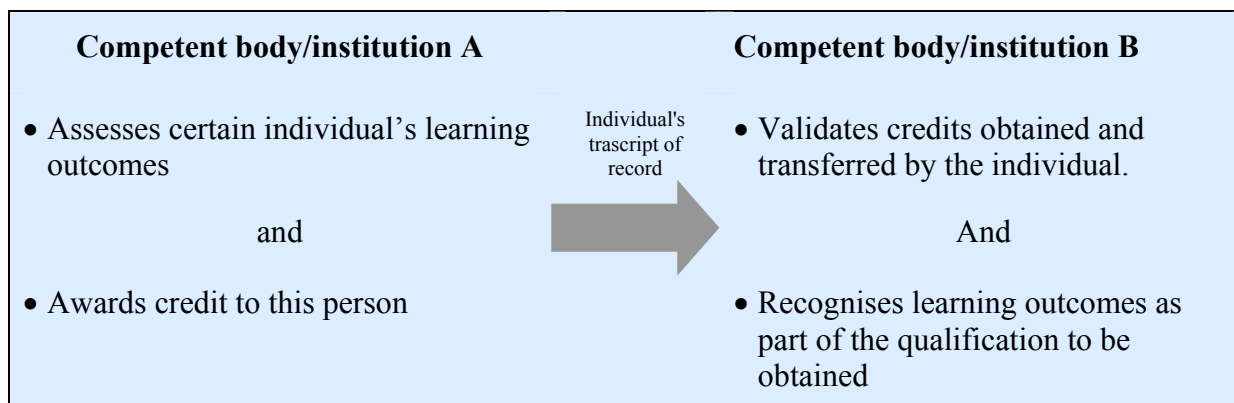 Competent body/institution A
• Assesses certain individual’s learning
outcomes
and
• Awards credit to this person
Individual's
trascript of
record
Competent body/institution B
• Validates credits obtained and
transferred by the individual.
And
• Recognises learning outcomes as
part of the qualification to be
obtained